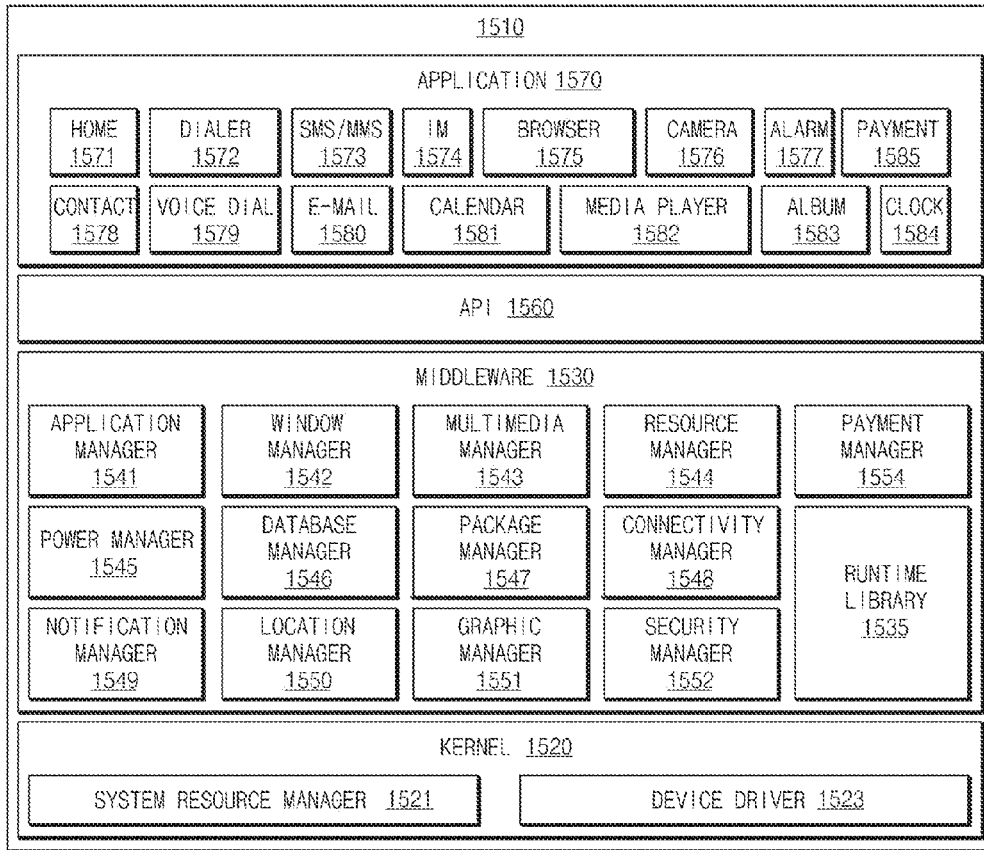 1510
APPLICATION 1570
HOME
1571
DIALER
1572
SMS/MMS
1573
IM
1574
BROWSER
1575
CAMERA
1576
ALARM
1577
PAYMENT
1585
CONTACT
1578
VOICE DIAL
1579
E-MAIL
1580
CALENDAR
1581
MEDIA PLAYER
1582
ALBUM
1583
CLOCK
1584
API 1560
MIDDLEWARE 1530
APPLICATION
MANAGER
1541
WINDOW
MANAGER
1542
MULTIMEDIA
MANAGER
1543
RESOURCE
MANAGER
1544
PAYMENT
MANAGER
1554
POWER MANAGER
1545
DATABASE
MANAGER
1546
PACKAGE
MANAGER
1547
CONNECTIVITY
MANAGER
1548
RUNTIME
LIBRARY
1535
NOTIFICATION
MANAGER
1549
LOCATION
MANAGER
1550
GRAPHIC
MANAGER
1551
SECURITY
MANAGER
1552
KERNEL 1520
SYSTEM RESOURCE MANAGER 1521
DEVICE DRIVER 1523